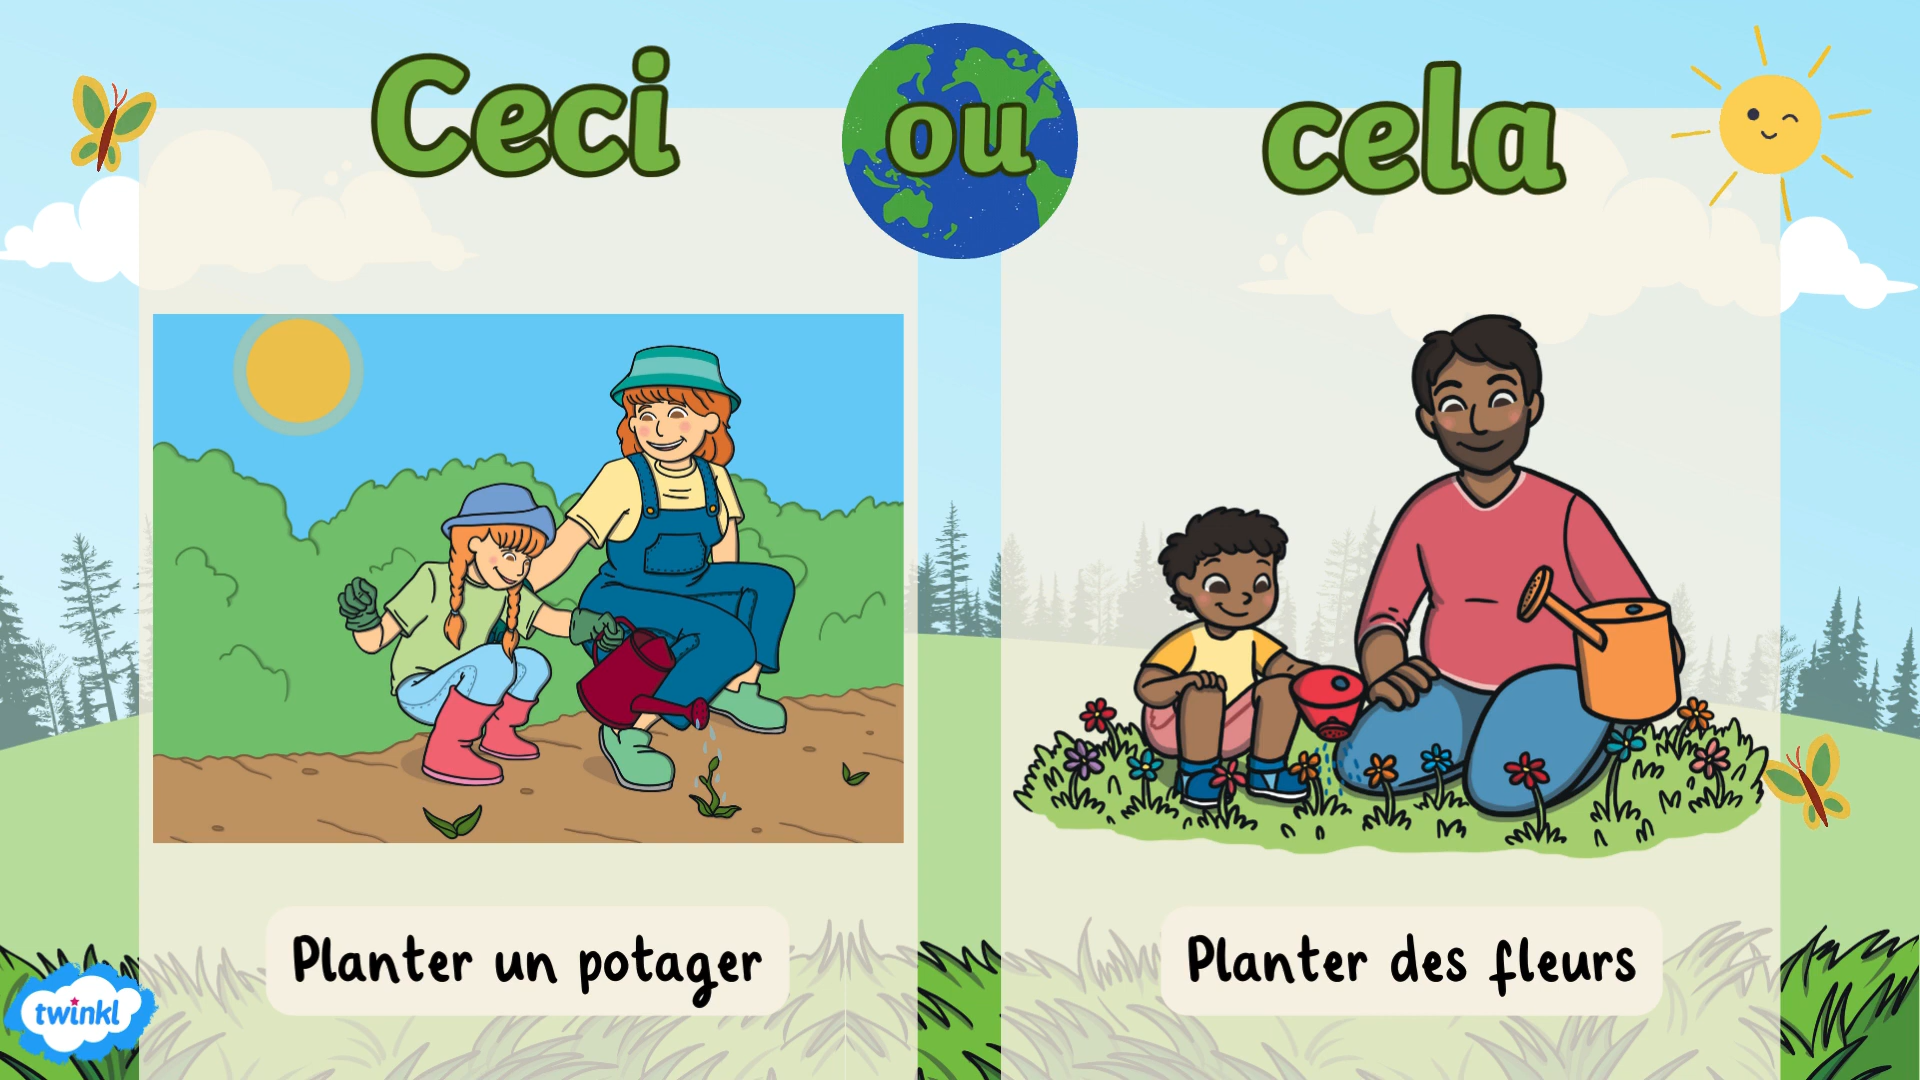 Ceci ou cela
Planter un potager
Planter des fleurs
twinkl